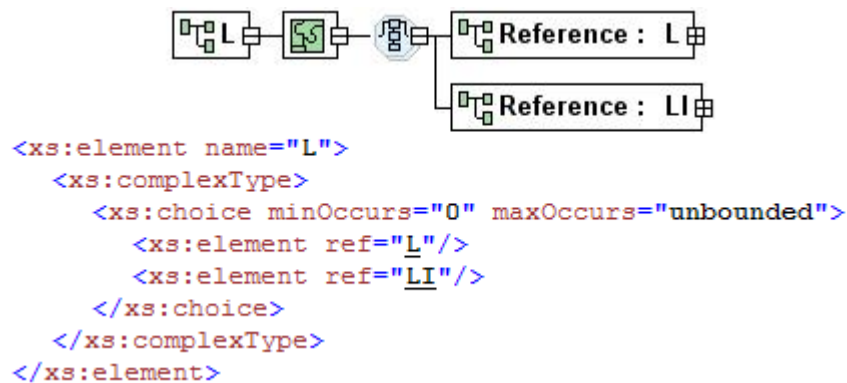 L
Reference : L
Reference : LI
<xs:element name="L">
<xs:complexType>
<xs:choice minOccurs="0" maxOccurs="unbounded">
<xs:element ref="L"/>
<xs:element ref="LI"/>
</xs:choice>
</xs:complexType>
</xs:element>